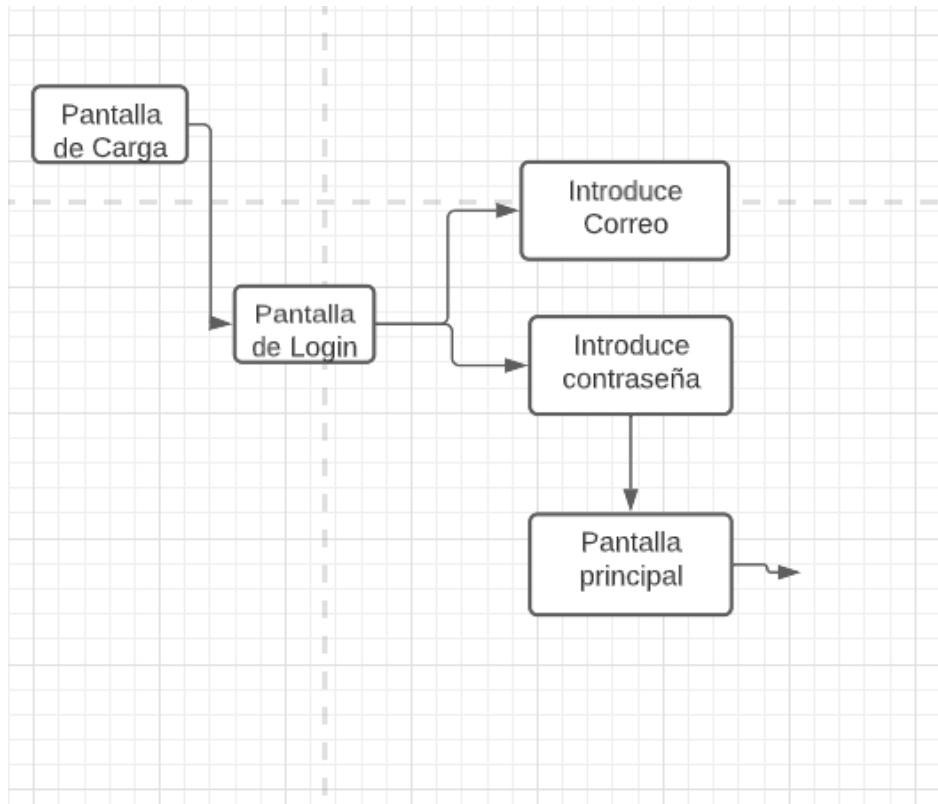 Pantalla
de Carga
Introduce
Correo
Pantalla
de Login
Introduce
contraseña
Pantalla
principal